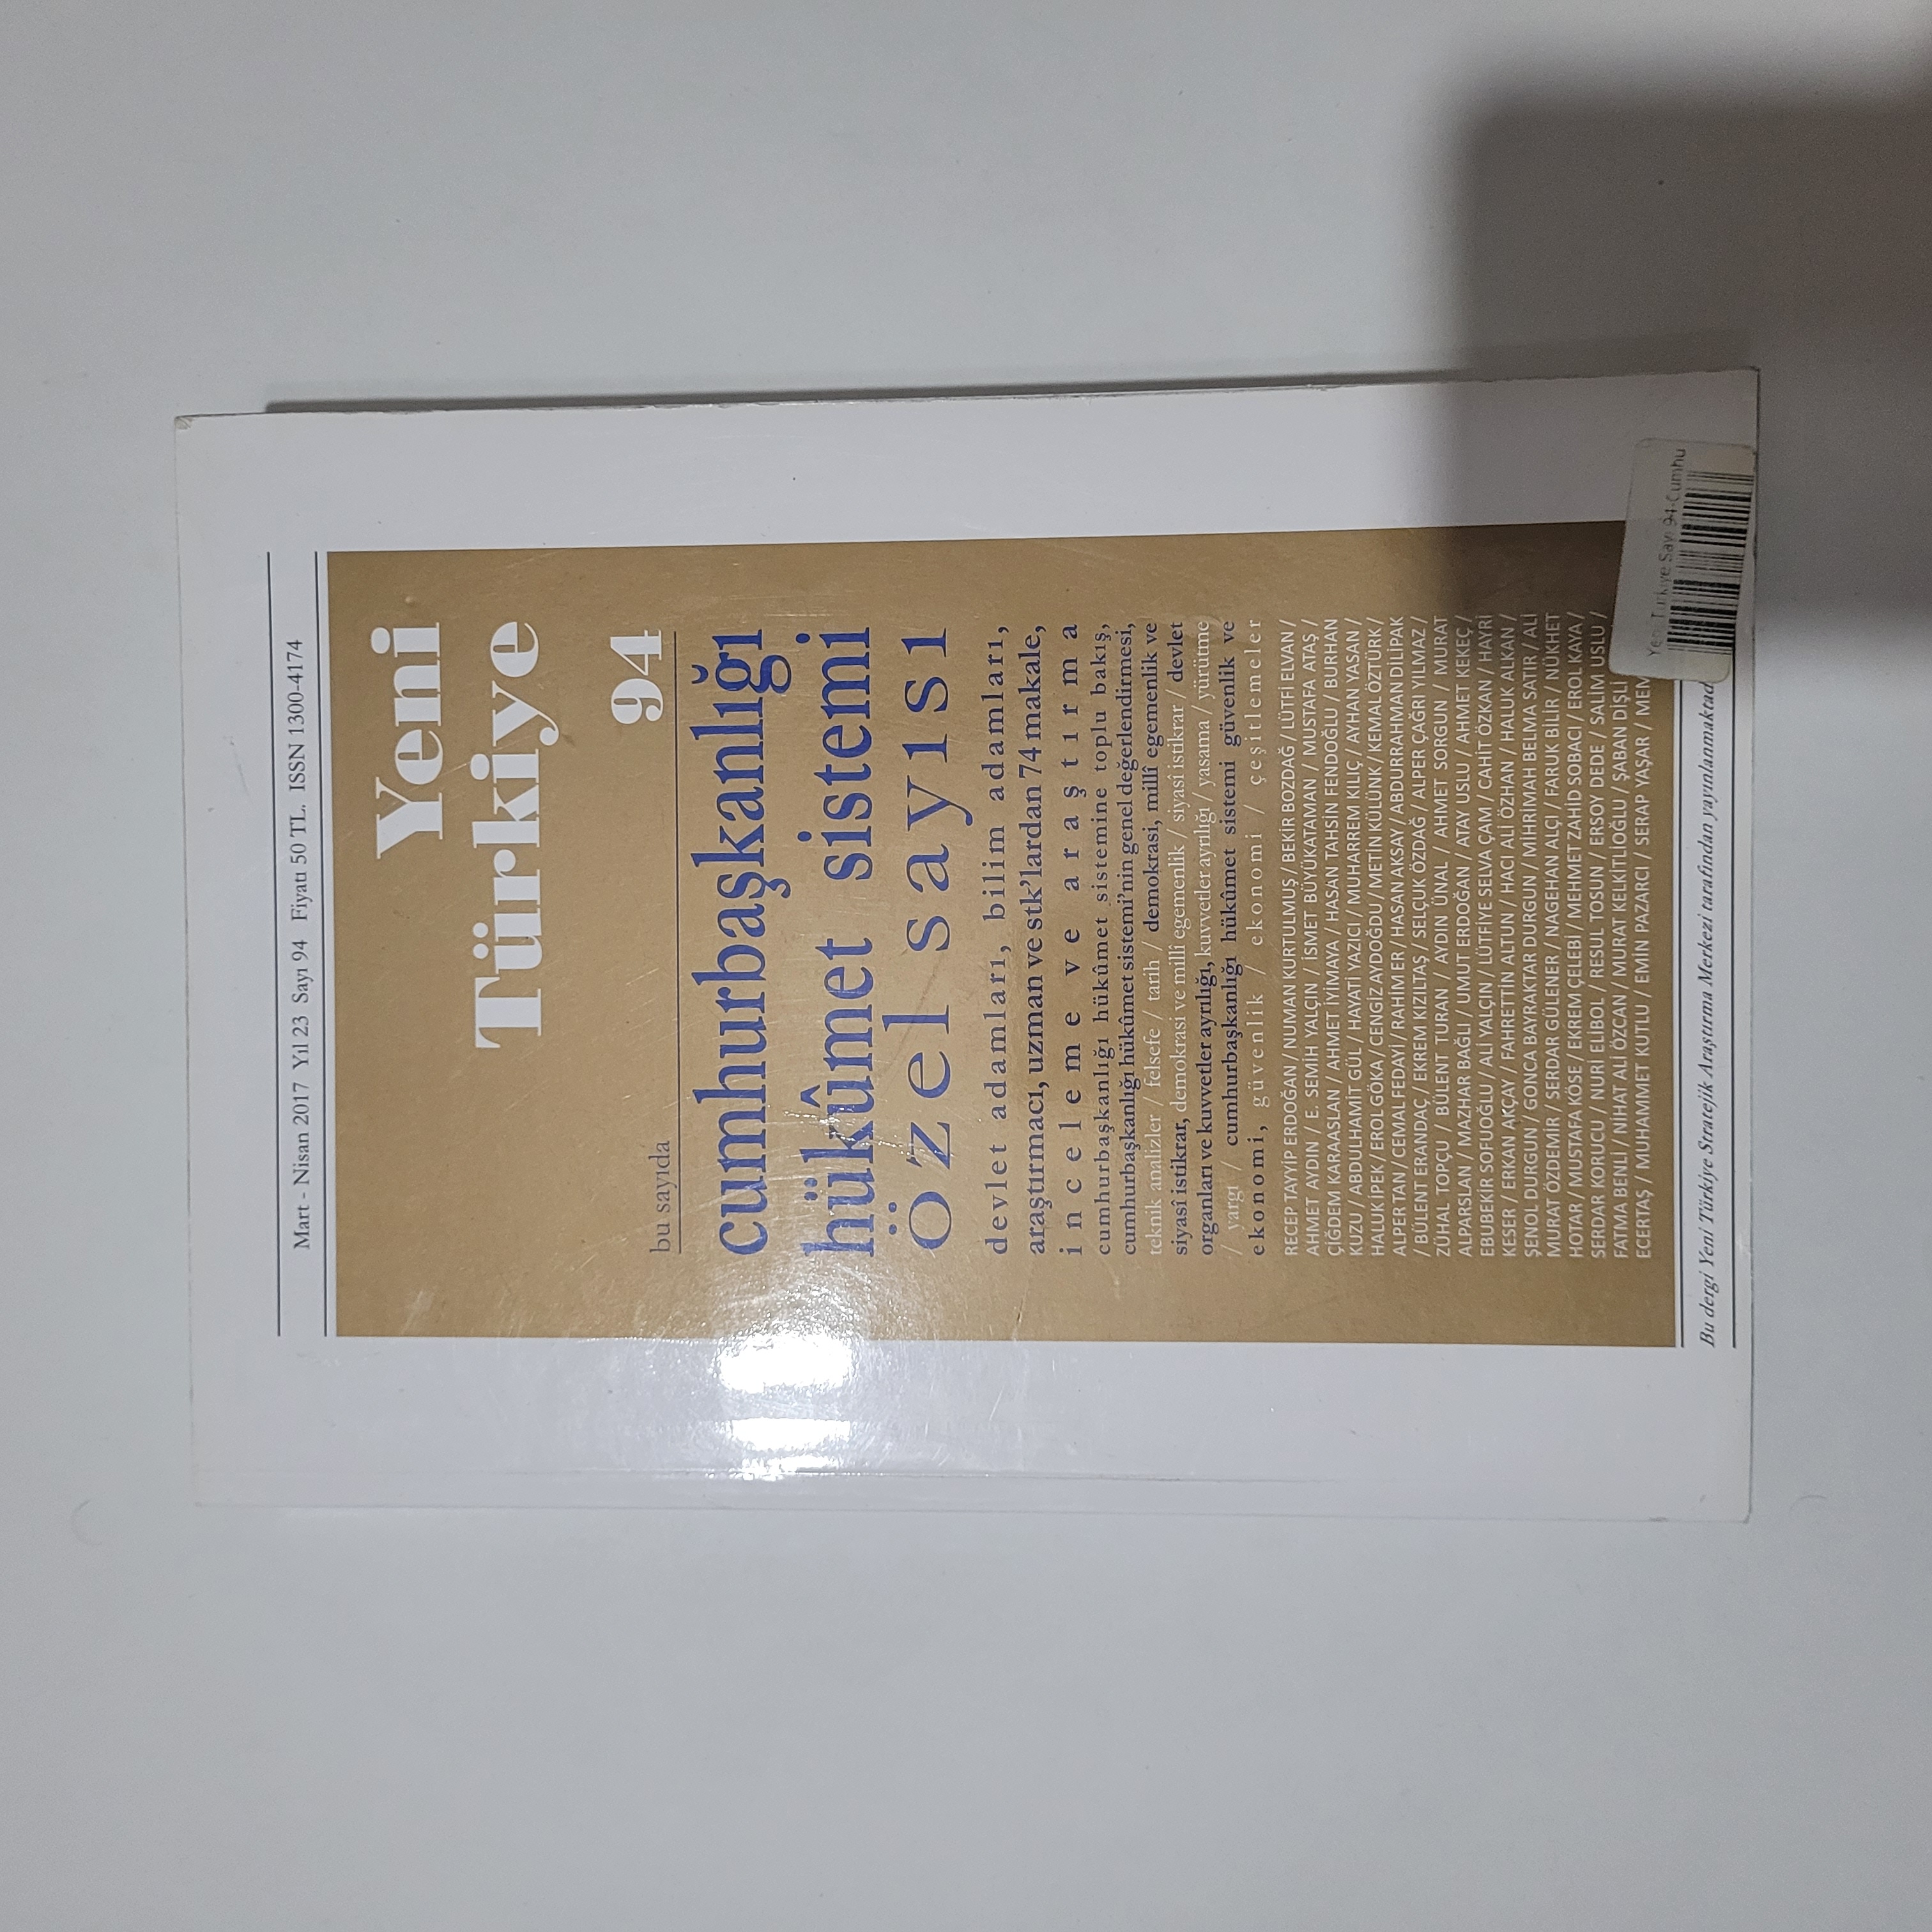 Mart - Nisan 2017 Yıl 23 Sayı 94 Fiyatı 50 TL. ISSN 1300-4174
Yeni
Türkiye
94
bu sayıda
cumhurbaşkanlığı
hükûmet sistemi
özel sayısı
devlet adamları, bilim adamları,
araştırmacı, uzman ve stk'lardan 74 makale,
inceleme ve araştırma
cumhurbaşkanlığı hükûmet sistemine toplu bakış,
cumhurbaşkanlığı hükûmet sistemi'nin genel değerlendirmesi,
teknik analizler / felsefe / tarih / demokrasi, millî egemenlik ve
siyasî istikrar, demokrasi ve millî egemenlik / siyasî istikrar / devlet
organları ve kuvvetler ayrılığı, kuvvetler ayrılığı / yasama / yürütme
/ yargı / cumhurbaşkanlığı hükûmet sistemi güvenlik ve
ekonomi, güvenlik / ekonomi / çeşitlemeler
RECEP TAYYİP ERDOĞAN / NUMAN KURTULMUŞ / BEKİR BOZDAĞ / LÜTFİ ELVAN /
AHMET AYDIN / E. SEMİH YALÇIN / İSMET BÜYÜKATAMAN / MUSTAFA ATAŞ /
ÇİĞDEM KARAASLAN / AHMET İYİMAYA / HASAN TAHSİN FENDOĞLU / BURHAN
KUZU / ABDULHAMİT GÜL / HAYATİ YAZICI / MUHARREM KILIÇ / AYHAN YASAN /
HALUK İPEK / EROL GÖKA / CENGİZ AYDOĞDU / METİN KÜLÜNK / KEMAL ÖZTÜRK /
ALPER TAN / CEMAL FEDAYİ / RAHİM ER / HASAN AKSAY / ABDURRAHMAN DİLİPAK
/ BÜLENT ERANDAÇ / EKREM KIZILTAŞ / SELÇUK ÖZDAĞ / ALPER ÇAĞRI YILMAZ /
ZÜHAL TOPÇU / BÜLENT TURAN / AYDIN ÜNAL / AHMET SORGUN / MURAT
ALPARSLAN / MAZHAR BAĞLI / UMUT ERDOĞAN / ATAY USLU / AHMET KEKEÇ /
EBUBEKİR SOFUOĞLU / ALİ YALÇIN / LÜTFİYE SELVA ÇAM / CAHİT ÖZKAN / HAYRİ
KESER / ERKAN AKÇAY / FAHRETTİN ALTUN / HACI ALİ ÖZHAN / HALUK ALKAN /
ŞENOL DURGUN / GONCA BAYRAKTAR DURGUN / MİHRİMAH BELMA SATIR / ALİ
MURAT ÖZDEMİR / SERDAR GÜLENER / NAGEHAN ALÇI / FARUK BİLİR / NÜKHET
HOTAR / MUSTAFA KÖSE / EKREM ÇELEBİ / MEHMET ZAHİD SOBACI / EROL KAYA /
SERDAR KORUCU / NURİ ELİBOL / RESUL TOSUN / ERSOY DEDE / SALİM USLU /
FATMA BENLİ / NİHAT ALİ ÖZCAN / MURAT KELKİTLİOĞLU / ŞABAN DİŞLİ
ECERTAŞ / MUHAMMET KUTLU / EMİN PAZARCI / SERAP YAŞAR / MEM
Bu dergi Yeni Türkiye Stratejik Araştırma Merkezi tarafından yayınlanmaktad
Yeni Türkiye Sayı 94-Cumhu